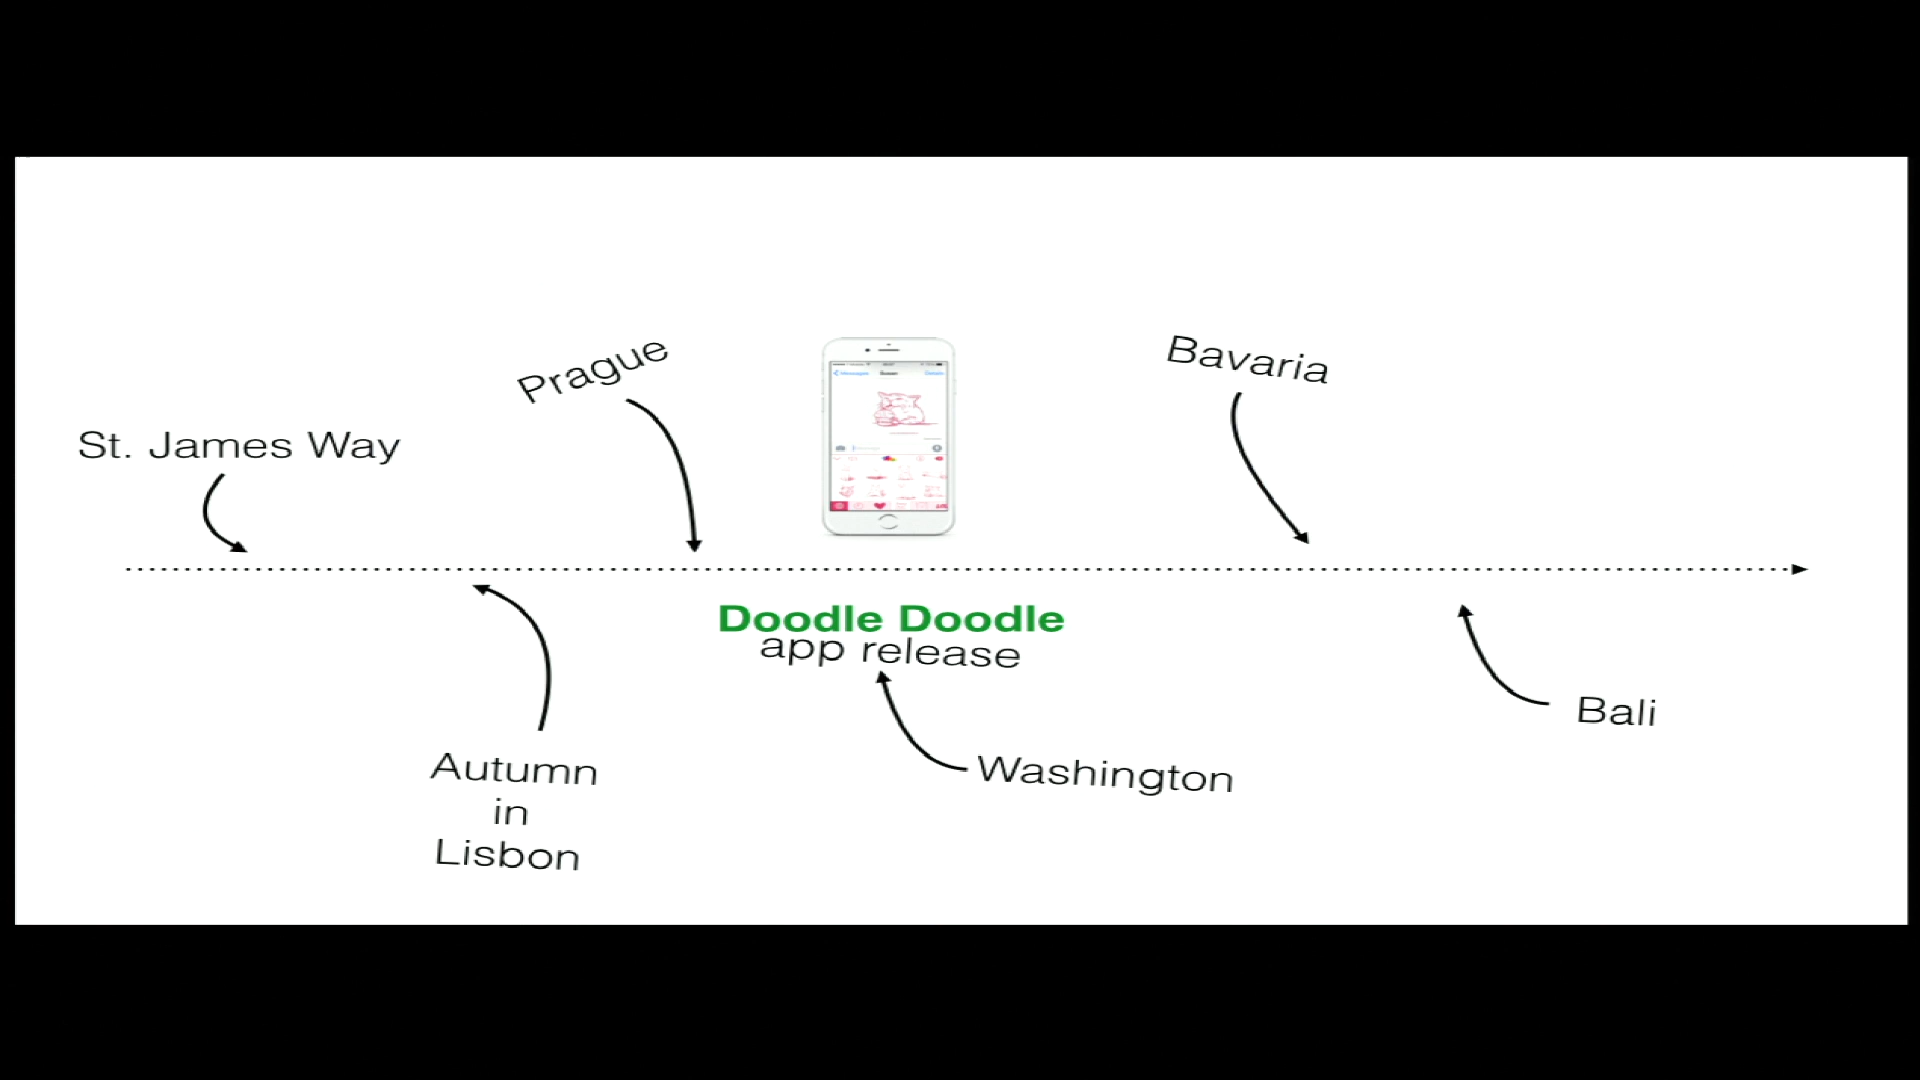 St. James Way
Prague
Bavaria
Doodle Doodle
app release
Autumn
in
Lisbon
Washington
Bali